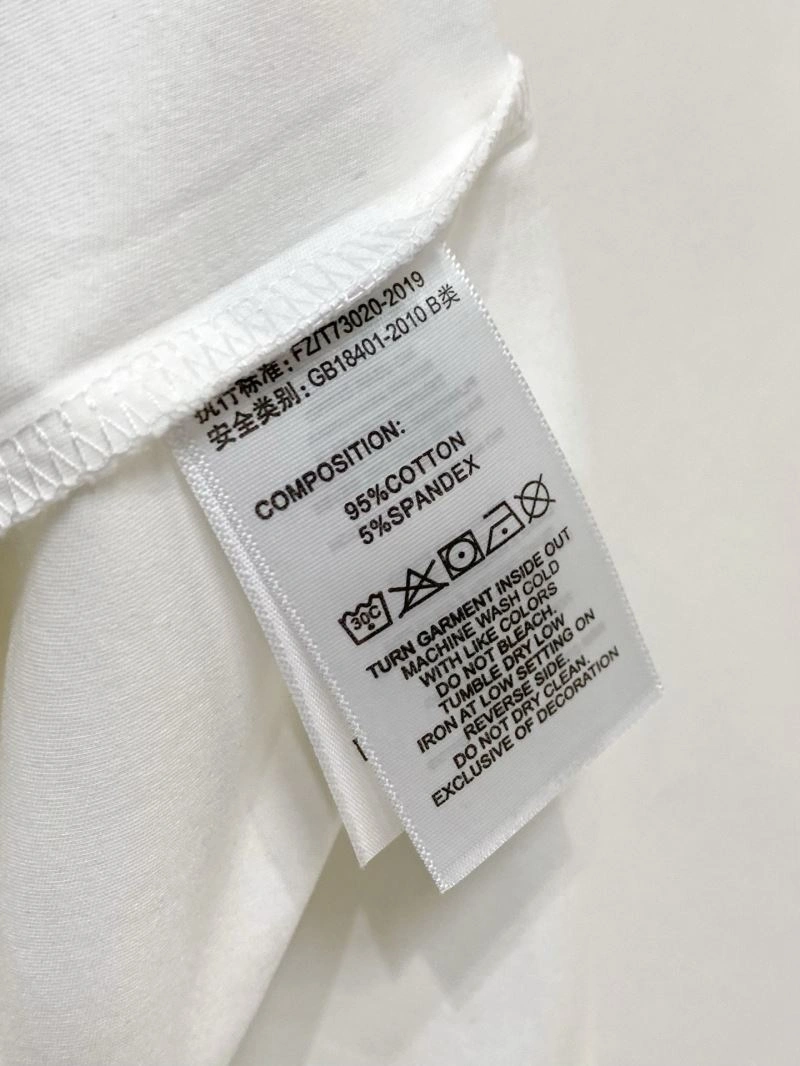 执行标准：FZ/T73020-2019
安全类别：GB18401-2010 B类
COMPOSITION:
95%COTTON
5%SPANDEX
30C
TURN GARMENT INSIDE OUT
MACHINE WASH COLD
WITH LIKE COLORS
DO NOT BLEACH.
TUMBLE DRY LOW
IRON AT LOW SETTING ON
REVERSE SIDE.
DO NOT DRY CLEAN.
EXCLUSIVE OF DECORATION